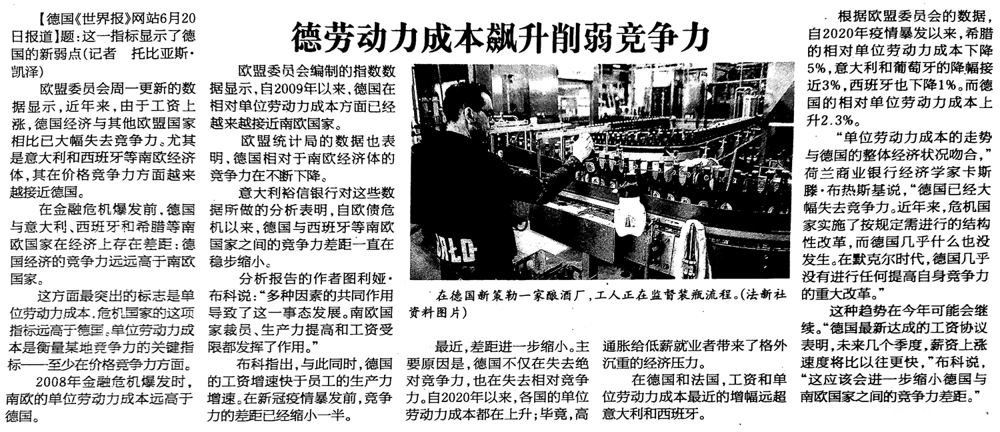 德劳动力成本飙升削弱竞争力
【德国《世界报》网站6月20
日报道】题：这一指标显示了德
国的新弱点（记者　托比亚斯·
凯泽）
欧盟委员会周一更新的数
据显示，近年来，由于工资上
涨，德国经济与其他欧盟国家
相比已大幅失去竞争力。尤其
是意大利和西班牙等南欧经济
体，其在价格竞争力方面越来
越接近德国。
在金融危机爆发前，德国
与意大利、西班牙和希腊等南
欧国家在经济上存在差距：德
国经济的竞争力远远高于南欧
国家。
这方面最突出的标志是单
位劳动力成本，危机国家的这项
指标远高于德国。单位劳动力成
本是衡量某地竞争力的关键指
标——至少在价格竞争力方面。
2008年金融危机爆发时，
南欧的单位劳动力成本远高于
德国。
欧盟委员会编制的指数数
据显示，自2009年以来，德国在
相对单位劳动力成本方面已经
越来越接近南欧国家。
欧盟统计局的数据也表
明，德国相对于南欧经济体的
竞争力在不断下降。
意大利裕信银行对这些数
据所做的分析表明，自欧债危
机以来，德国与西班牙等南欧
国家之间的竞争力差距一直在
稳步缩小。
分析报告的作者图利娅·
布科说：“多种因素的共同作用
导致了这一事态发展。南欧国
家裁员、生产力提高和工资受
限都发挥了作用。”
布科指出，与此同时，德国
的工资增速快于员工的生产力
增速。在新冠疫情暴发前，竞争
力的差距已经缩小一半。
在德国新策勒一家酿酒厂，工人正在监督装瓶流程。（法新社
资料图片）
最近，差距进一步缩小。主
要原因是，德国不仅在失去绝
对竞争力，也在失去相对竞争
力。自2020年以来，各国的单位
劳动力成本都在上升；毕竟，高
通胀给低薪就业者带来了格外
沉重的经济压力。
在德国和法国，工资和单
位劳动力成本最近的增幅远超
意大利和西班牙。
根据欧盟委员会的数据，
自2020年疫情暴发以来，希腊
的相对单位劳动力成本下降
5%，意大利和葡萄牙的降幅接
近3%，西班牙也下降1%。而德
国的相对单位劳动力成本上
升2.3%。
“单位劳动力成本的走势
与德国的整体经济状况吻合，”
荷兰商业银行经济学家卡斯
滕·布热斯基说，“德国已经大
幅失去竞争力。近年来，危机国
家实施了按规定需进行的结构
性改革，而德国几乎什么也没
发生。在默克尔时代，德国几乎
没有进行任何提高自身竞争力
的重大改革。”
这种趋势在今年可能会继
续。“德国最新达成的工资协议
表明，未来几个季度，薪资上涨
速度将比以往更快，”布科说，
“这应该会进一步缩小德国与
南欧国家之间的竞争力差距。”